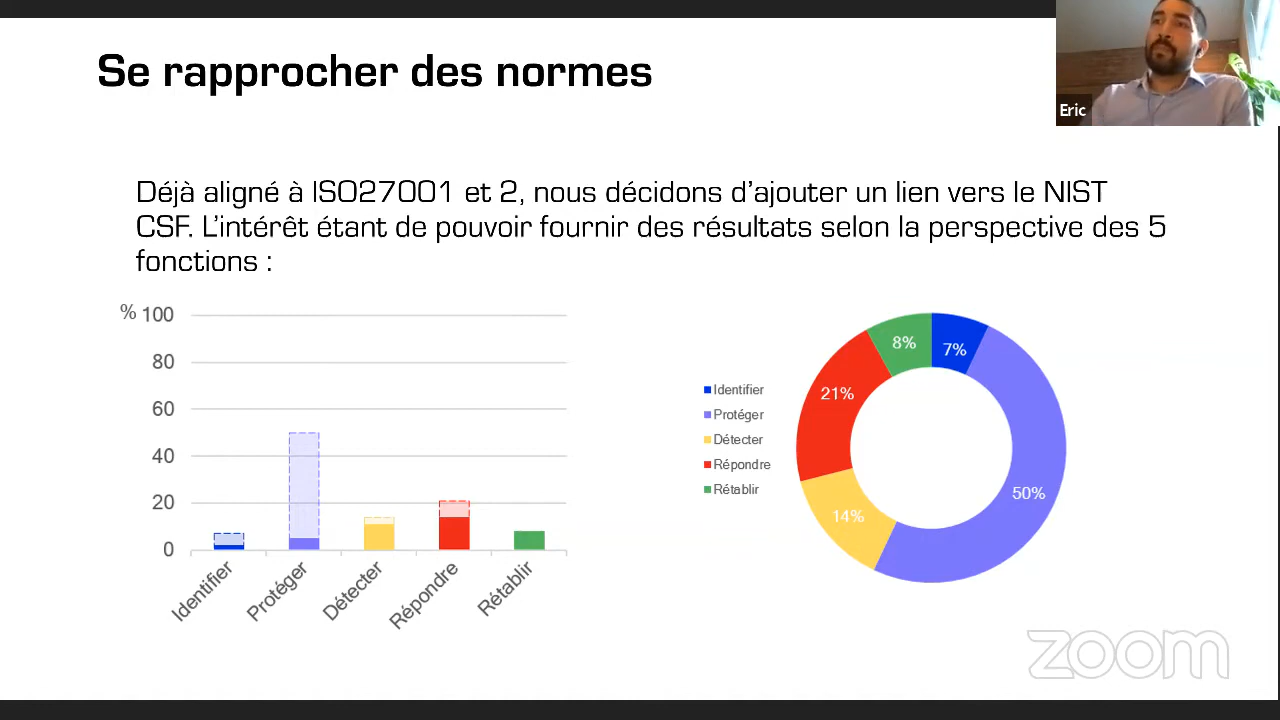 Se rapprocher des normes
Eric
Déjà aligné à ISO27001 et 2, nous décidons d’ajouter un lien vers le NIST
CSF. L’intérêt étant de pouvoir fournir des résultats selon la perspective des 5
fonctions :
% 100
80
60
40
20
0
Identifier
Protéger
Détecter
Répondre
Rétablir
Identifier
Protéger
Détecter
Répondre
Rétablir
8%
7%
21%
50%
14%
zoom